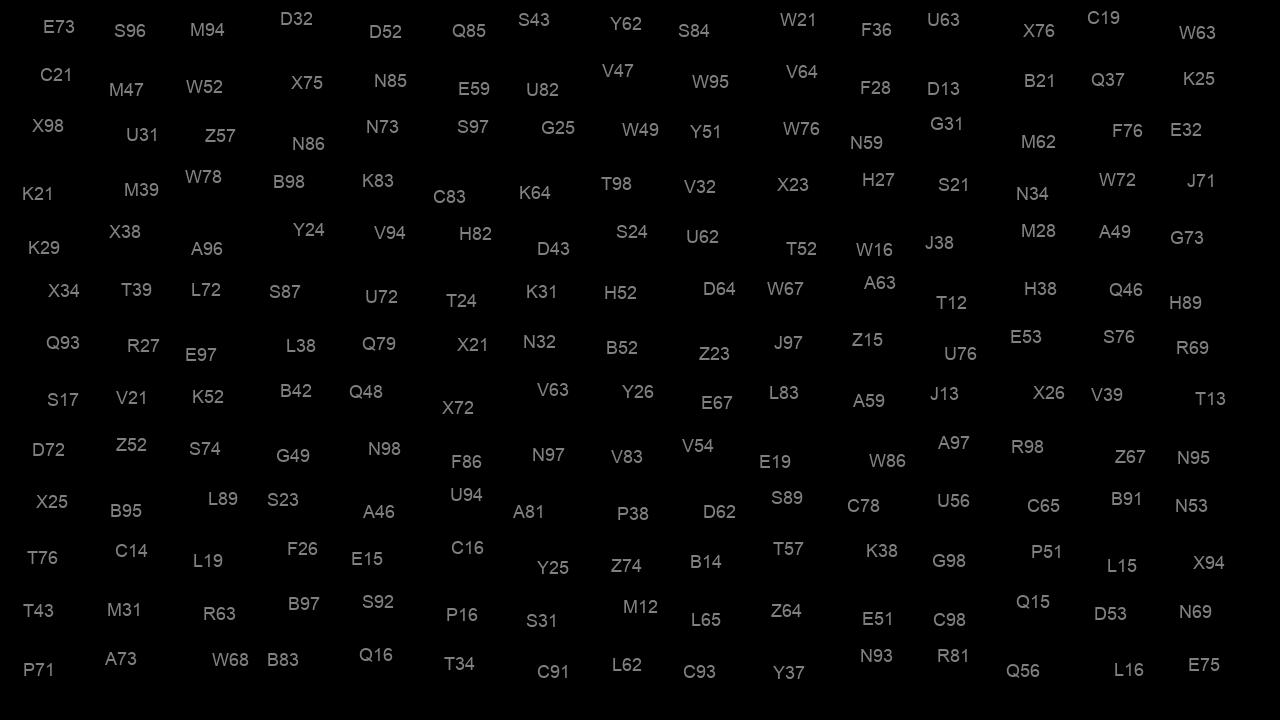 E73 S96 M94 D32 D52 Q85 S43 Y62 S84 W21 F36 U63 X76 C19 W63
C21 M47 W52 X75 N85 E59 U82 V47 W95 V64 F28 D13 B21 Q37 K25
X98 U31 Z57 N86 N73 S97 G25 W49 Y51 W76 N59 G31 M62 F76 E32
K21 M39 W78 B98 K83 C83 K64 T98 V32 X23 H27 S21 N34 W72 J71
K29 X38 A96 Y24 V94 H82 D43 S24 U62 T52 W16 J38 M28 A49 G73
X34 T39 L72 S87 U72 T24 K31 H52 D64 W67 A63 T12 H38 Q46 H89
Q93 R27 E97 L38 Q79 X21 N32 B52 Z23 J97 Z15 U76 E53 S76 R69
S17 V21 K52 B42 Q48 X72 V63 Y26 E67 L83 A59 J13 X26 V39 T13
D72 Z52 S74 G49 N98 F86 N97 V83 V54 E19 W86 A97 R98 Z67 N95
X25 B95 L89 S23 A46 U94 A81 P38 D62 S89 C78 U56 C65 B91 N53
T76 C14 L19 F26 E15 C16 Y25 Z74 B14 T57 K38 G98 P51 L15 X94
T43 M31 R63 B97 S92 P16 S31 M12 L65 Z64 E51 C98 Q15 D53 N69
P71 A73 W68 B83 Q16 T34 C91 L62 C93 Y37 N93 R81 Q56 L16 E75